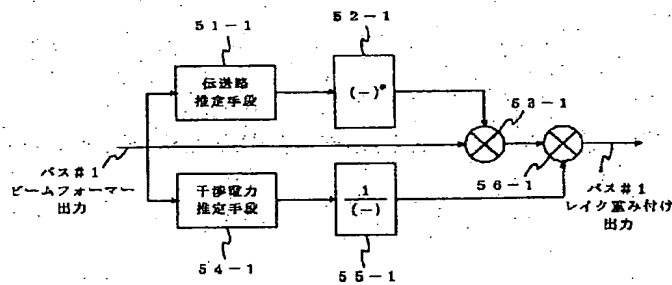 51-1
52-1
伝送路
推定手段
(-)*
53-1
パス#1
ビームフォーマー
出力
干渉電力
推定手段
1
(-)
56-1
パス#1
レイク重み付け
出力
54-1
55-1